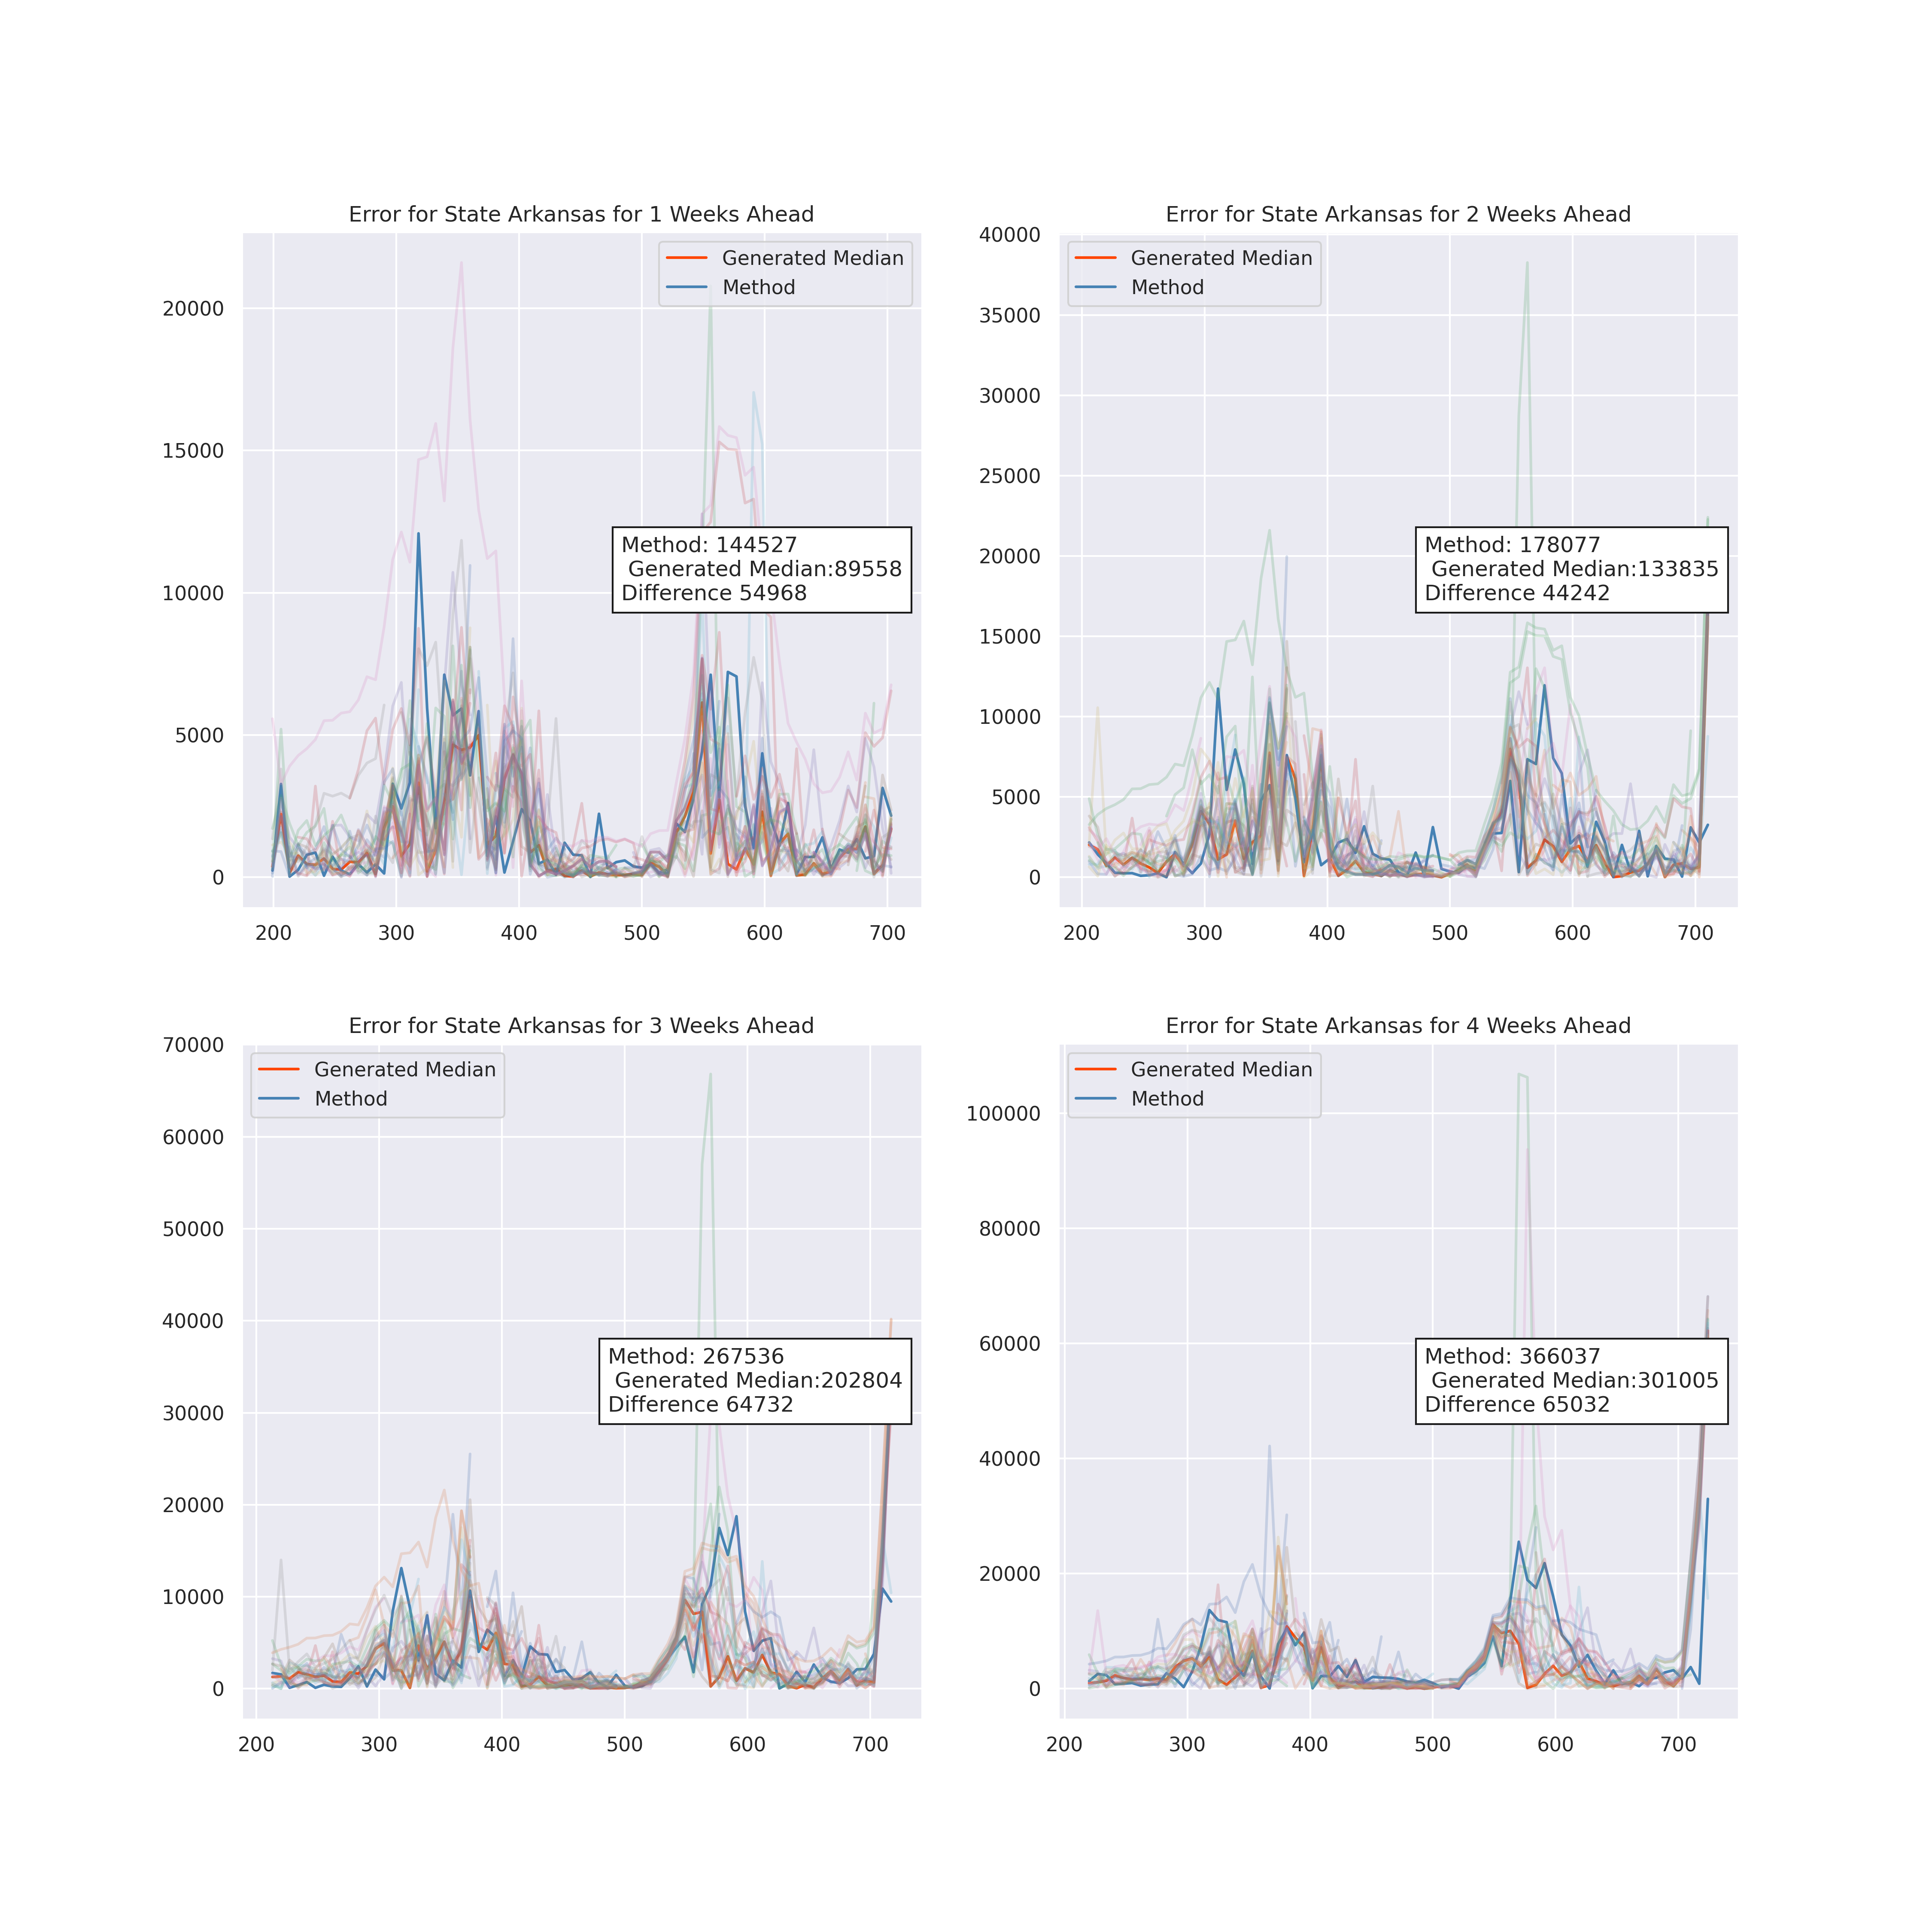 Error for State Arkansas for 1 Weeks Ahead
Generated Median
Method
20000
15000
10000
5000
0
Method: 144527
Generated Median:89558
Difference 54968
200 300 400 500 600 700
Error for State Arkansas for 2 Weeks Ahead
Generated Median
Method
40000
35000
30000
25000
20000
15000
10000
5000
0
Method: 178077
Generated Median:133835
Difference 44242
200 300 400 500 600 700
Error for State Arkansas for 3 Weeks Ahead
Generated Median
Method
70000
60000
50000
40000
30000
20000
10000
0
Method: 267536
Generated Median:202804
Difference 64732
200 300 400 500 600 700
Error for State Arkansas for 4 Weeks Ahead
Generated Median
Method
100000
80000
60000
40000
20000
0
Method: 366037
Generated Median:301005
Difference 65032
200 300 400 500 600 700